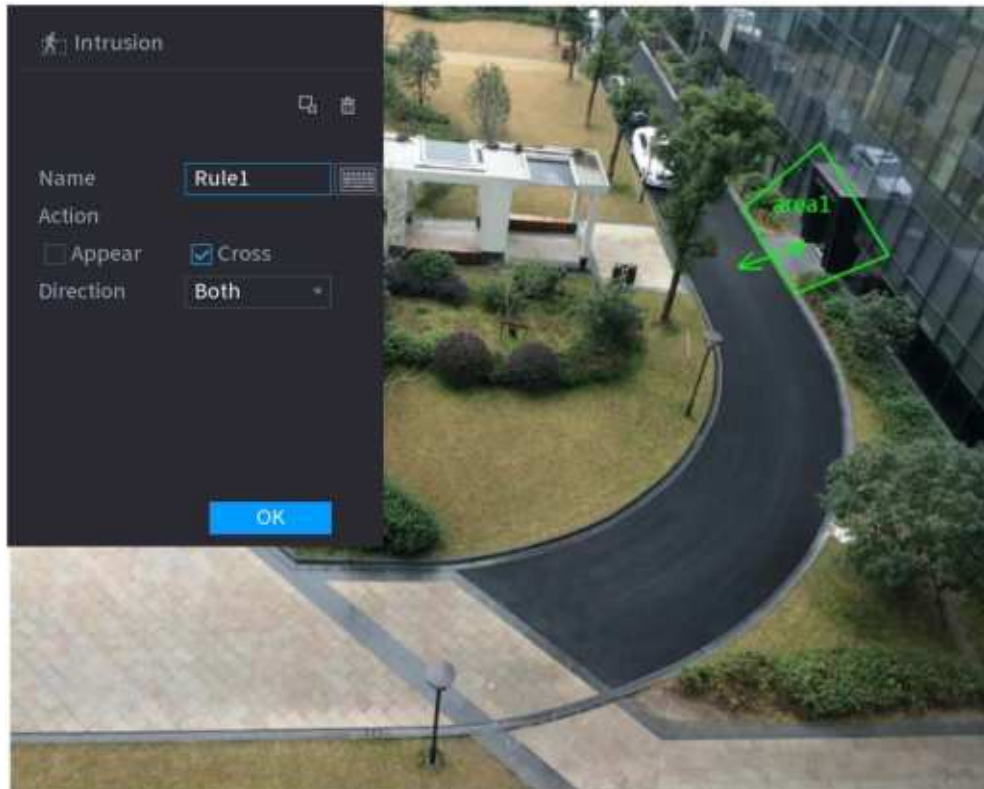 Intrusion
Name Rule1
Action
Appear Cross
Direction Both
OK
area1